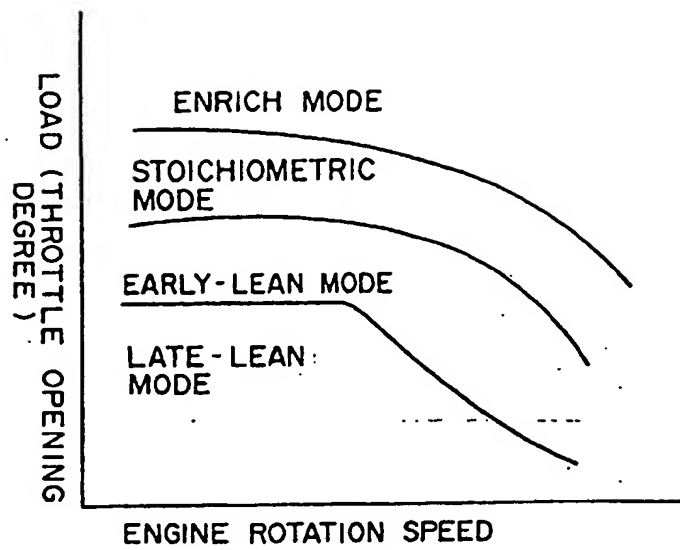 LOAD (THROTTLE OPENING
DEGREE)
ENRICH MODE
STOICHIOMETRIC
MODE
EARLY-LEAN MODE
LATE-LEAN
MODE
ENGINE ROTATION SPEED